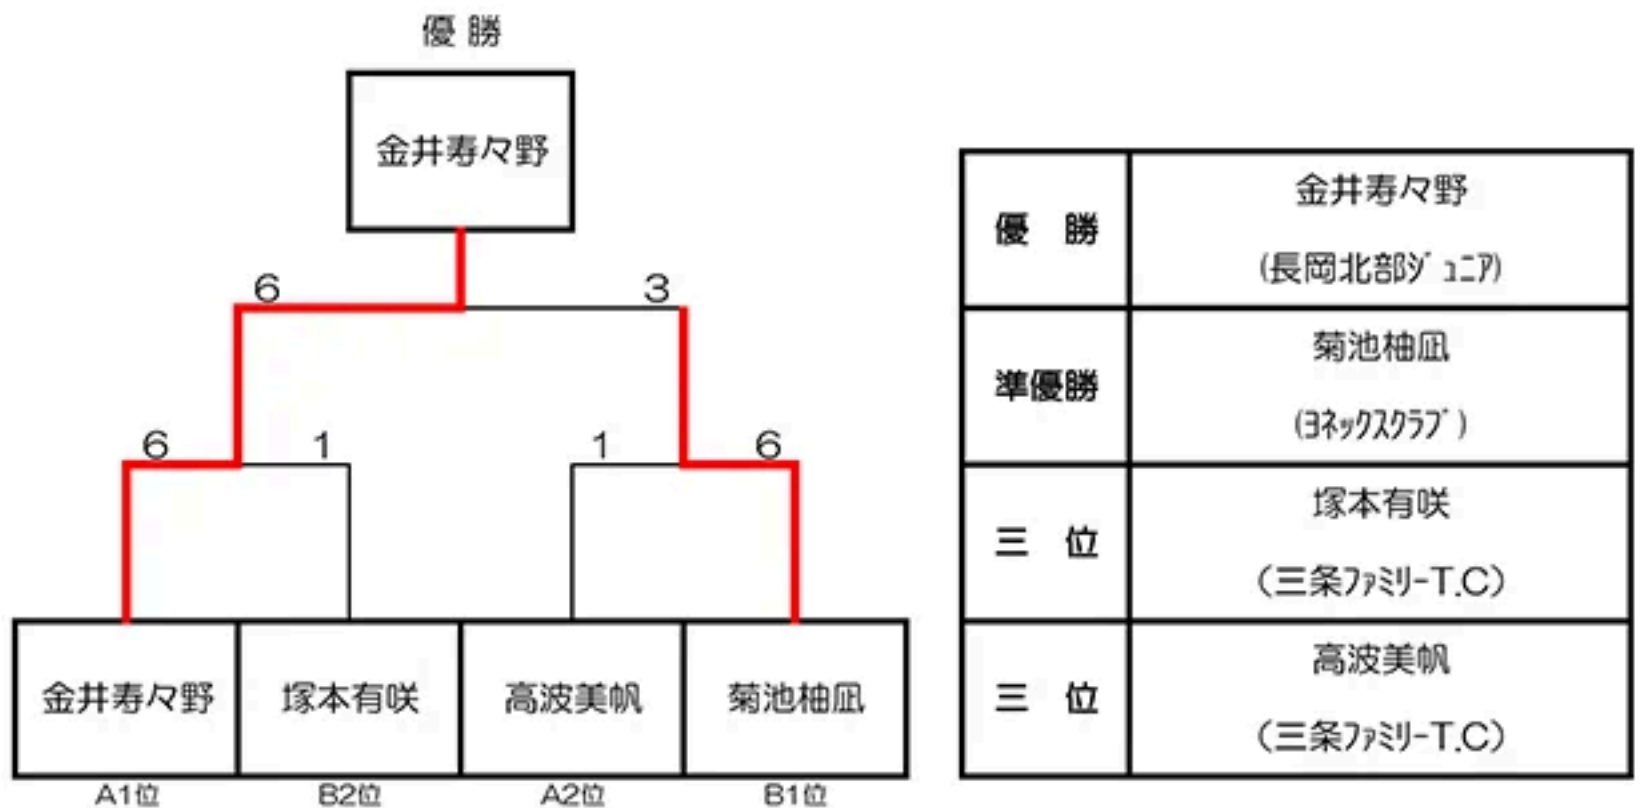 優 勝
金井寿々野
6 3
6 1 1 6
金井寿々野 塚本有咲 高波美帆 菊池柚凪
A1位 B2位 A2位 B1位
優 勝
金井寿々野
(長岡北部ｼﾞｭﾆｱ)
準優勝
菊池柚凪
(ﾖﾈｯｸｽｸﾗﾌﾞ)
三 位
塚本有咲
(三条ﾌｧﾐﾘｰT.C)
三 位
高波美帆
(三条ﾌｧﾐﾘｰT.C)